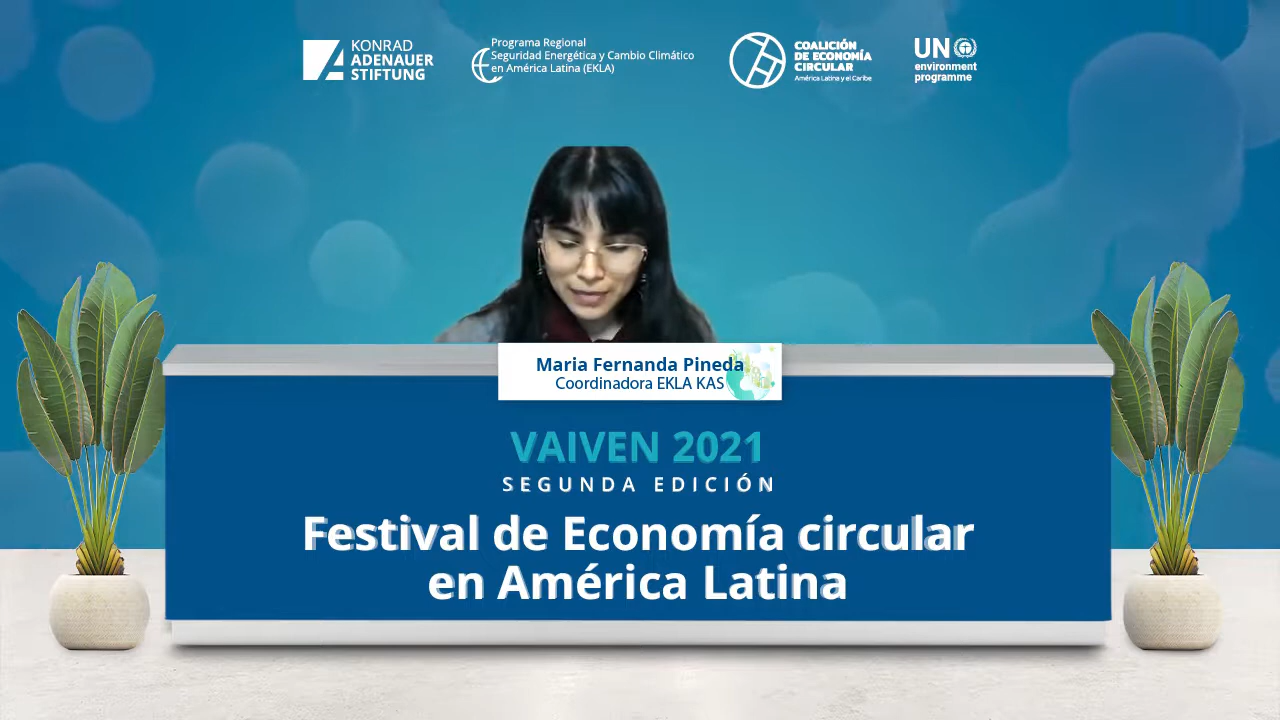 KONRAD
ADENAUER
STIFTUNG
Programa Regional
Seguridad Energética y Cambio Climático
en América Latina (EKLA)
COALICIÓN
DE ECONOMÍA
CIRCULAR
América Latina y el Caribe
UN
environment
programme
Maria Fernanda Pineda
Coordinadora EKLA KAS
VAIVEN 2021
SEGUNDA EDICIÓN
Festival de Economía circular
en América Latina